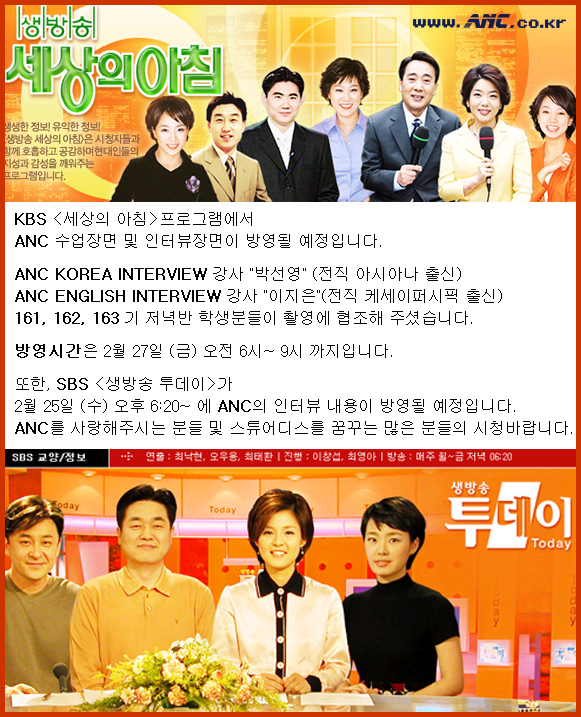 생방송
www.ANC.co.kr
세상의아침
생생한 정보! 유익한 정보!
<생방송 세상의 아침>은 시청자들과
함께 호흡하고 공감하며현대인들의
지성과 감성을 깨워주는
프로그램입니다.
KBS <세상의 아침>프로그램에서
ANC 수업장면 및 인터뷰장면이 방영될 예정입니다.
ANC KOREA INTERVIEW 강사 "박선영" (전직 아시아나 출신)
ANC ENGLISH INTERVIEW 강사 "이지은"(전직 케세이퍼시픽 출신)
161, 162, 163 기 저녁반 학생분들이 촬영에 협조해 주셨습니다.
방영시간은 2월 27일 (금) 오전 6시~ 9시 까지입니다.
또한, SBS <생방송 투데이>가
2월 25일 (수) 오후 6:20~ 에 ANC의 인터뷰 내용이 방영될 예정입니다.
ANC를 사랑해주시는 분들 및 스튜어디스를 꿈꾸는 많은 분들의 시청바랍니다.
SBS 교양/정보
연출 : 최낙현, 오우용, 최태환 | 진행 : 이창섭, 최영아 | 방송 : 매주 월~금 저녁 06:20
생방송
투데이
Today
Today
Today
Today